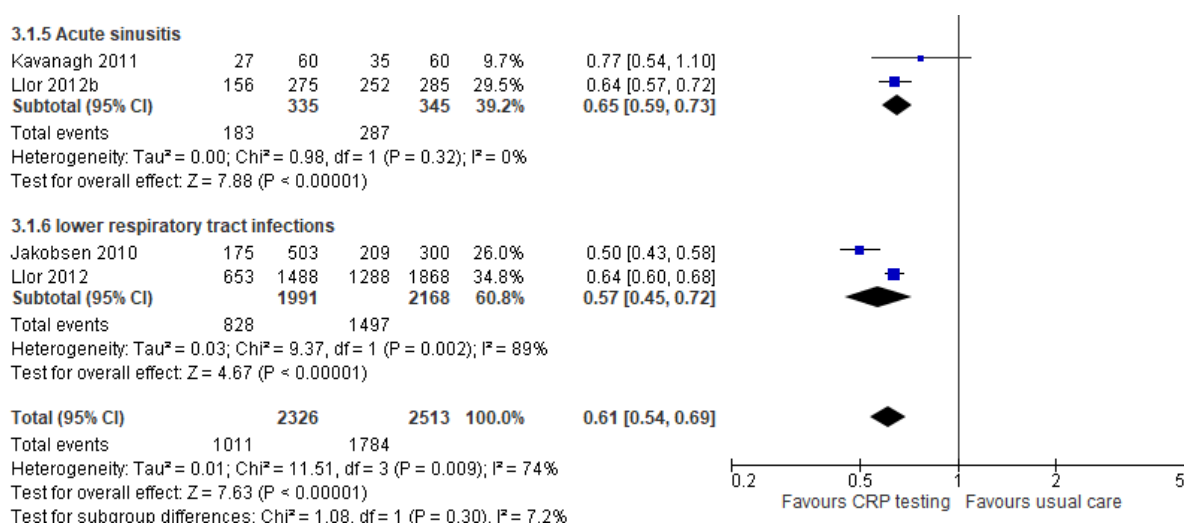 3.1.5 Acute sinusitis
Kavanagh 2011 27 60 35 60 9.7% 0.77 [0.54, 1.10]
Llor 2012b 156 275 252 285 29.5% 0.64 [0.57, 0.72]
Subtotal (95% CI) 335 345 39.2% 0.65 [0.59, 0.73]
Total events 183 287
Heterogeneity: Tau² = 0.00; Chi² = 0.98, df = 1 (P = 0.32); I² = 0%
Test for overall effect: Z = 7.88 (P < 0.00001)
3.1.6 lower respiratory tract infections
Jakobsen 2010 175 503 209 300 26.0% 0.50 [0.43, 0.58]
Llor 2012 653 1488 1288 1868 34.8% 0.64 [0.60, 0.68]
Subtotal (95% CI) 1991 2168 60.8% 0.57 [0.45, 0.72]
Total events 828 1497
Heterogeneity: Tau² = 0.03; Chi² = 9.37, df = 1 (P = 0.002); I² = 89%
Test for overall effect: Z = 4.67 (P < 0.00001)
Total (95% CI) 2326 2513 100.0% 0.61 [0.54, 0.69]
Total events 1011 1784
Heterogeneity: Tau² = 0.01; Chi² = 11.51, df = 3 (P = 0.009); I² = 74%
Test for overall effect: Z = 7.63 (P < 0.00001)
Test for subgroup differences: Chi² = 1.08, df = 1 (P = 0.30), I² = 7.2%
0.2 0.5 1 2 5
Favours CRP testing Favours usual care